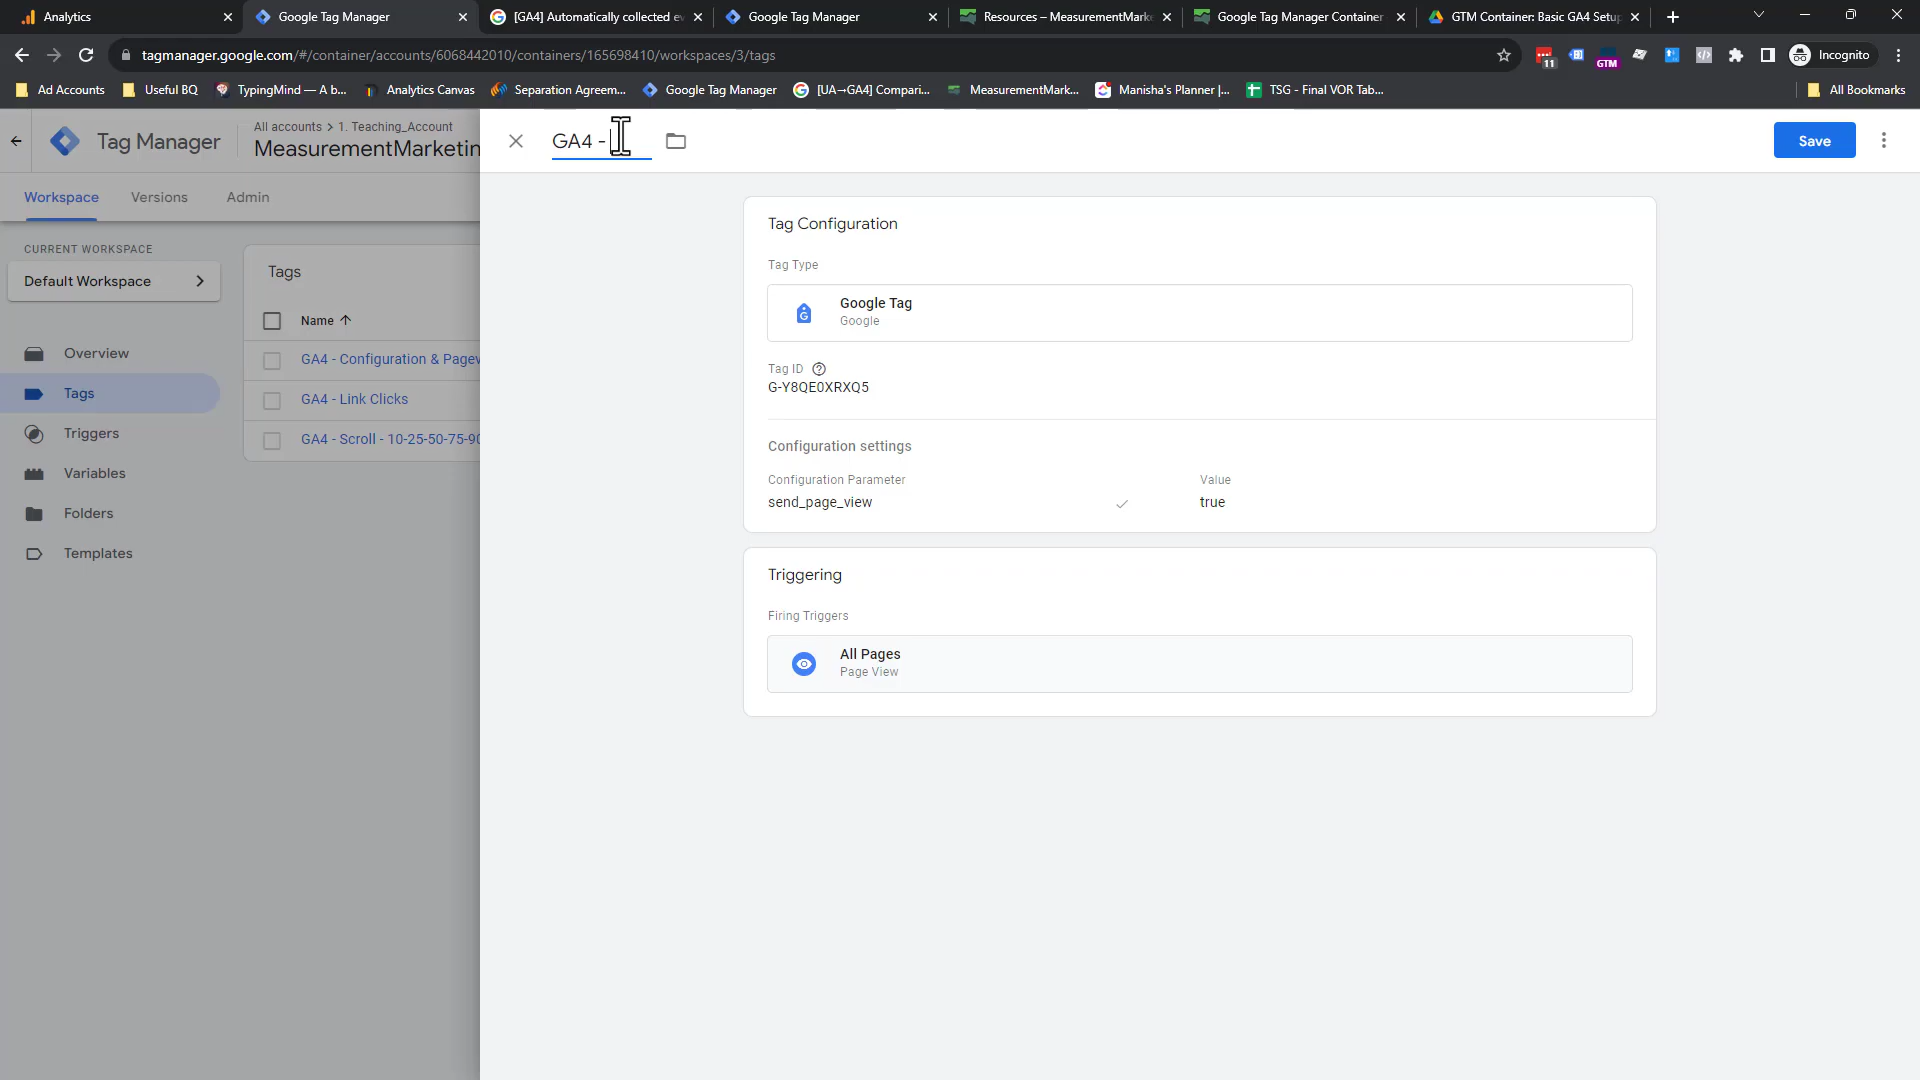 Analytics
Google Tag Manager
[GA4] Automatically collected ev
Google Tag Manager
Resources – MeasurementMarke
Google Tag Manager Container
GTM Container: Basic GA4 Setup
tagmanager.google.com/#/container/accounts/6068442010/containers/165698410/workspaces/3/tags
11
GTM
Incognito
Ad Accounts
Useful BQ
TypingMind — A b...
Analytics Canvas
Separation Agreem...
Google Tag Manager
[UA→GA4] Compari...
MeasurementMark...
Manisha's Planner |...
TSG - Final VOR Tab...
All Bookmarks
Tag Manager
All accounts > 1. Teaching_Account
MeasurementMarketin
GA4 -
Save
Workspace
Versions
Admin
CURRENT WORKSPACE
Default Workspace
Overview
Tags
Triggers
Variables
Folders
Templates
Tags
Name
GA4 - Configuration & Pagev
GA4 - Link Clicks
GA4 - Scroll - 10-25-50-75-90
Tag Configuration
Tag Type
Google Tag
Google
Tag ID
G-Y8QE0XRXQ5
Configuration settings
Configuration Parameter
Value
send_page_view
true
Triggering
Firing Triggers
All Pages
Page View